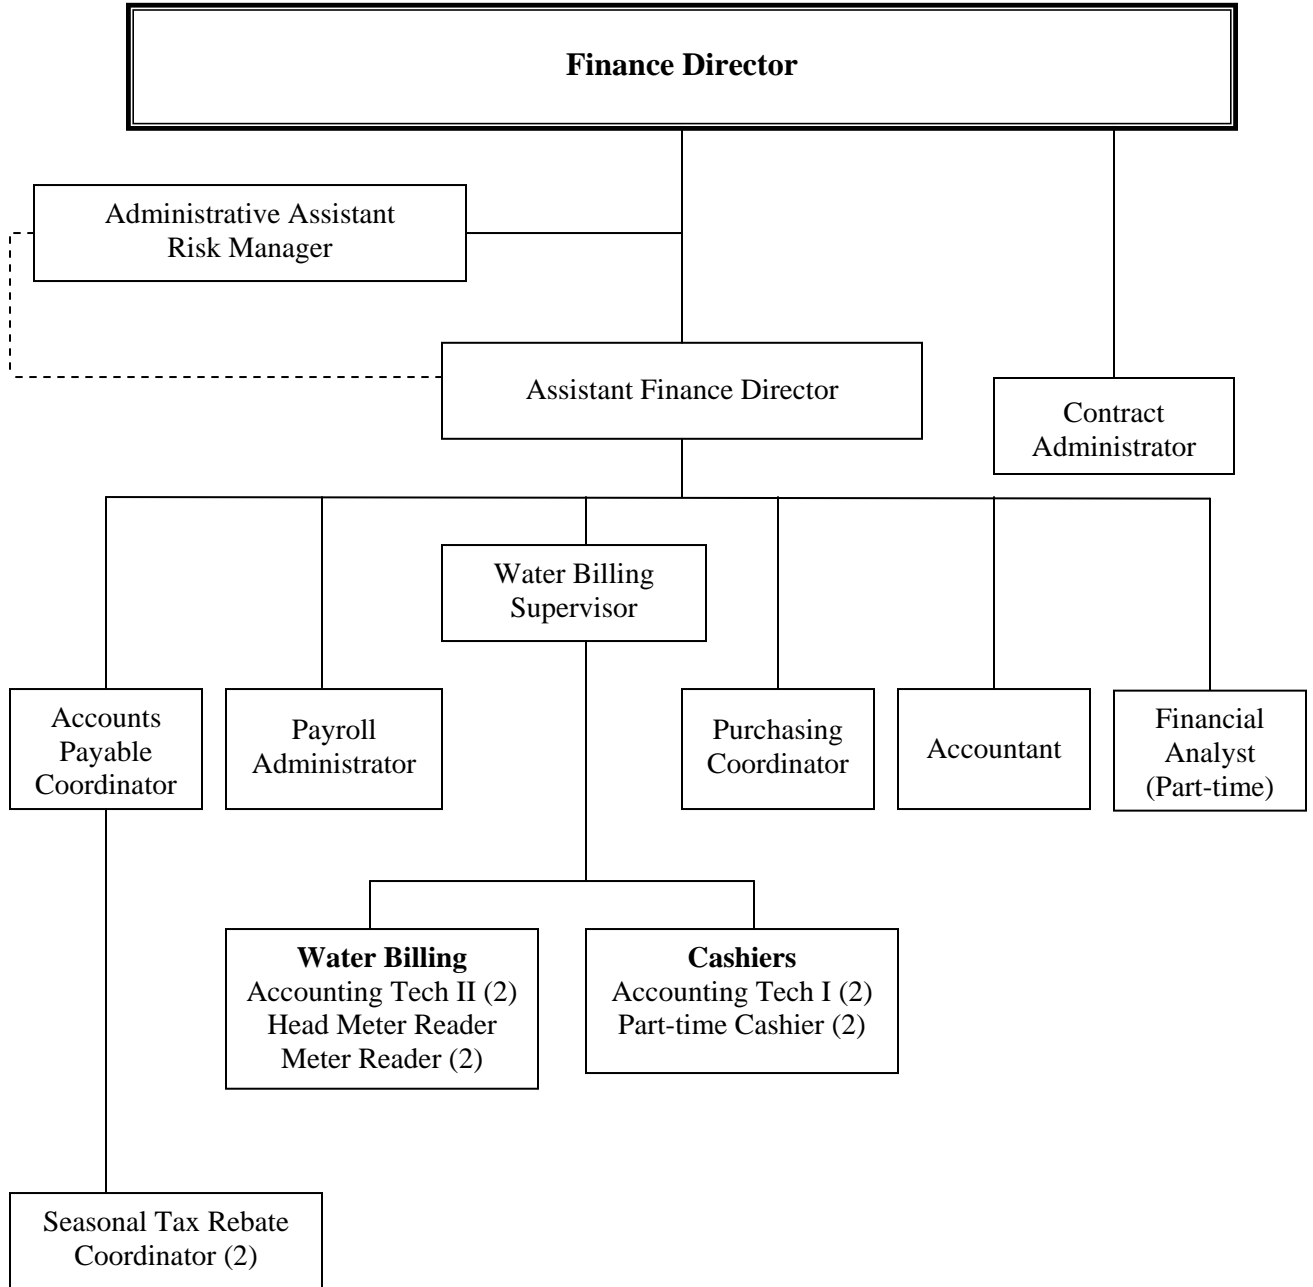 Finance Director
Administrative Assistant
Risk Manager
Assistant Finance Director
Contract
Administrator
Water Billing
Supervisor
Accounts
Payable
Coordinator
Payroll
Administrator
Purchasing
Coordinator
Accountant
Financial
Analyst
(Part-time)
Water Billing
Accounting Tech II (2)
Head Meter Reader
Meter Reader (2)
Cashiers
Accounting Tech I (2)
Part-time Cashier (2)
Seasonal Tax Rebate
Coordinator (2)